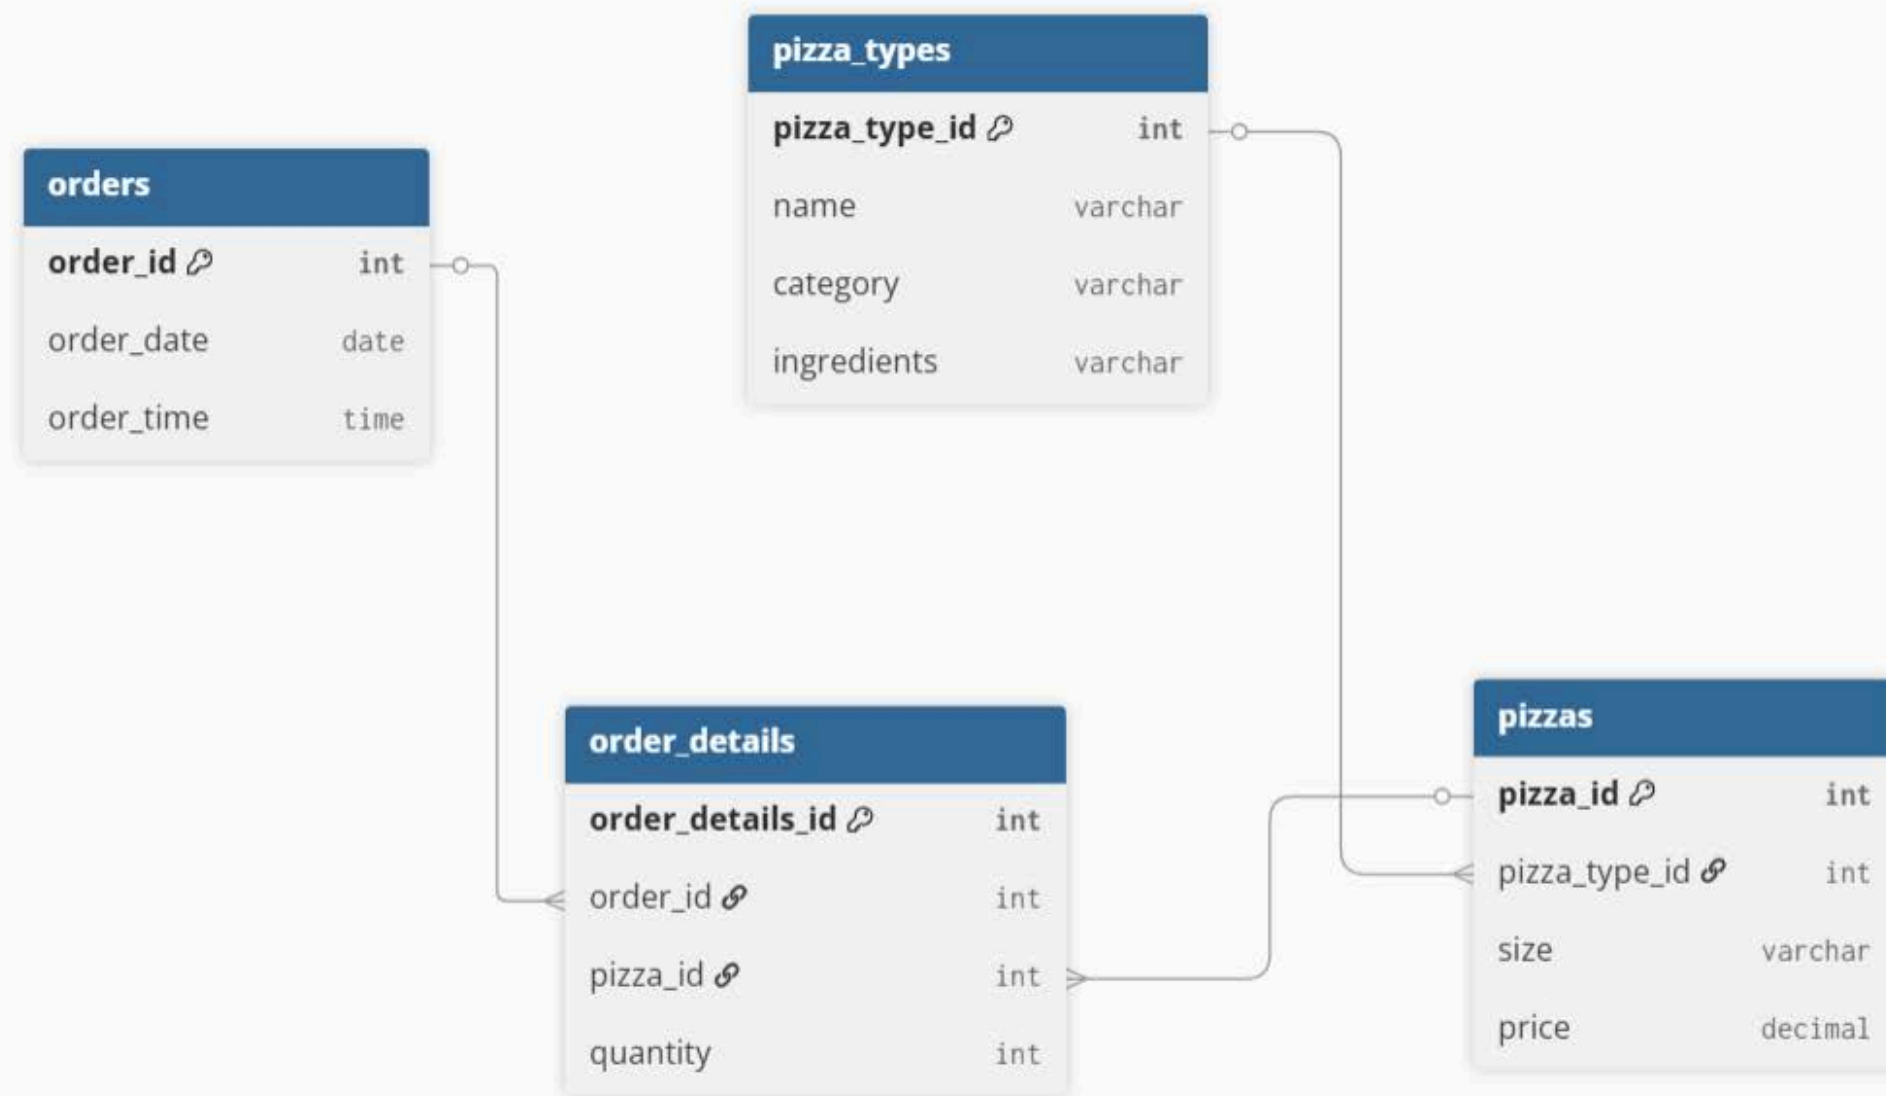 pizza_types
pizza_type_id int
name varchar
category varchar
ingredients varchar
orders
order_id int
order_date date
order_time time
order_details
order_details_id int
order_id int
pizza_id int
quantity int
pizzas
pizza_id int
pizza_type_id int
size varchar
price decimal